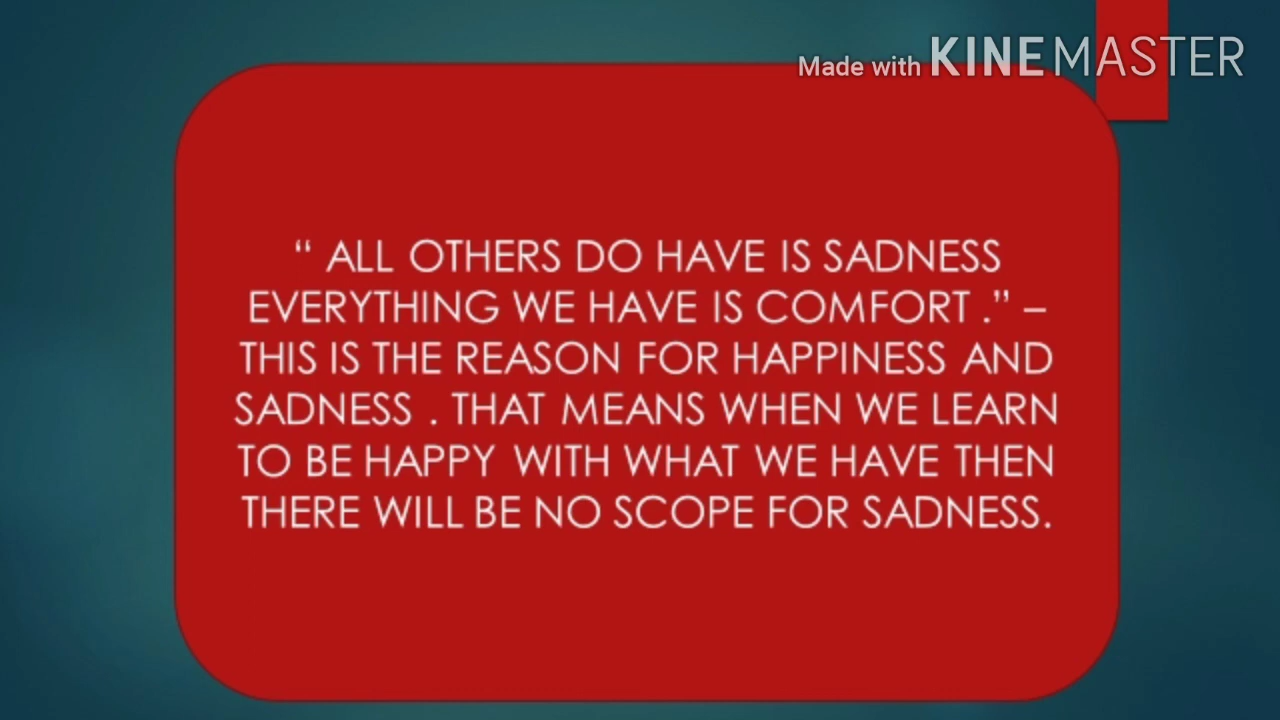 Made with KINEMASTER
“ ALL OTHERS DO HAVE IS SADNESS
EVERYTHING WE HAVE IS COMFORT .” –
THIS IS THE REASON FOR HAPPINESS AND
SADNESS . THAT MEANS WHEN WE LEARN
TO BE HAPPY WITH WHAT WE HAVE THEN
THERE WILL BE NO SCOPE FOR SADNESS.